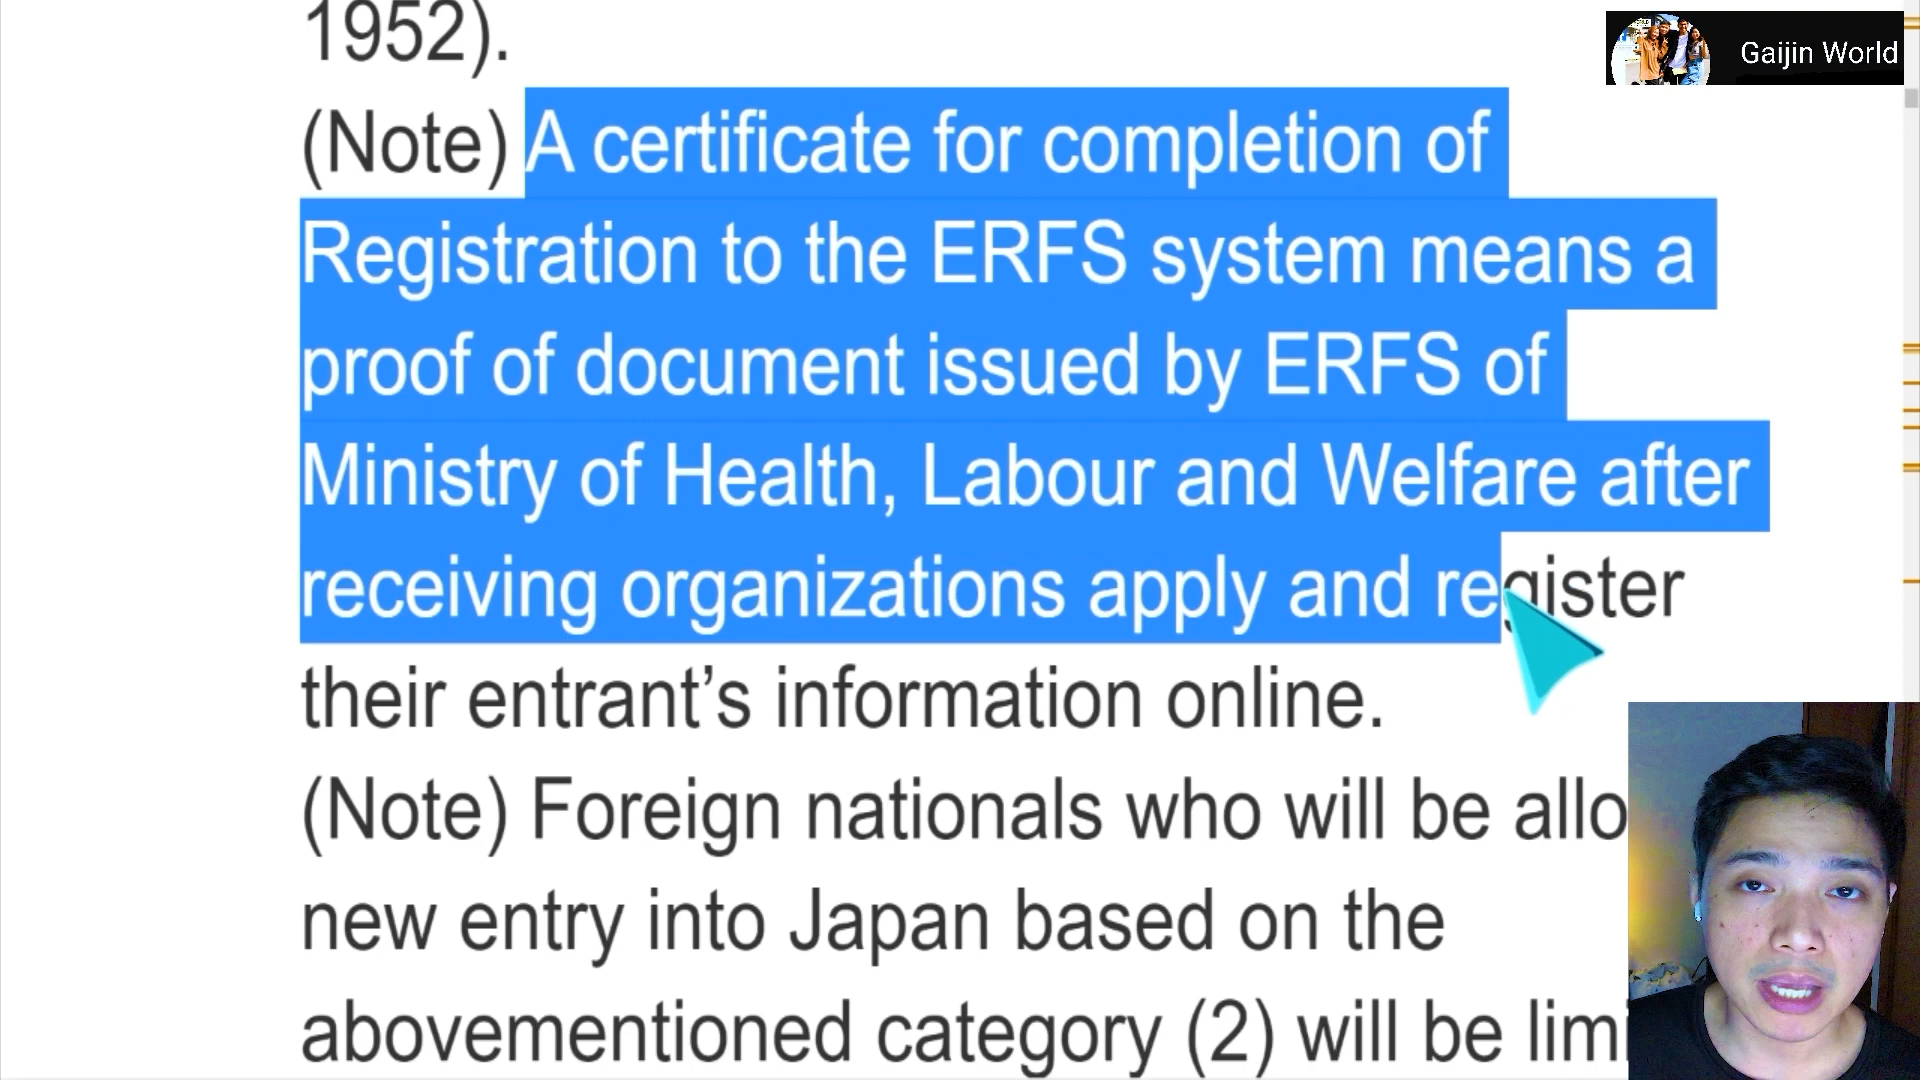 1952).
Gaijin World
(Note) A certificate for completion of
Registration to the ERFS system means a
proof of document issued by ERFS of
Ministry of Health, Labour and Welfare after
receiving organizations apply and register
their entrant’s information online.
(Note) Foreign nationals who will be allo
new entry into Japan based on the
abovementioned category (2) will be limi